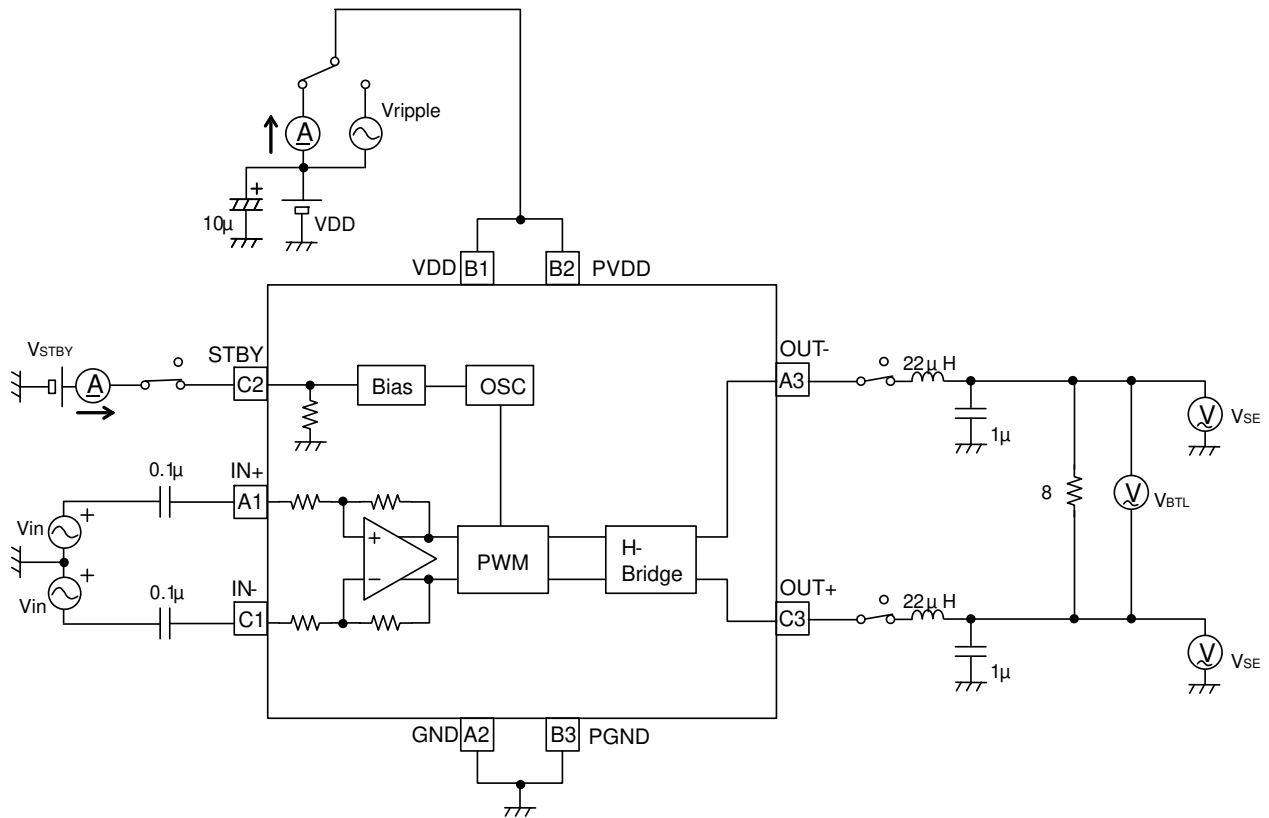 Vripple
A
+
10µ
VDD
VDD B1 B2 PVDD
VSTBY
A
STBY
C2
Bias
OSC
OUT-
A3
22µ H
1µ
V
VSE
0.1µ
IN+
A1
Vin
+
+
Vin
0.1µ
IN-
C1
+
−
PWM
H-
Bridge
8
V
VBTL
OUT+
C3
22µ H
1µ
V
VSE
GND A2 B3 PGND